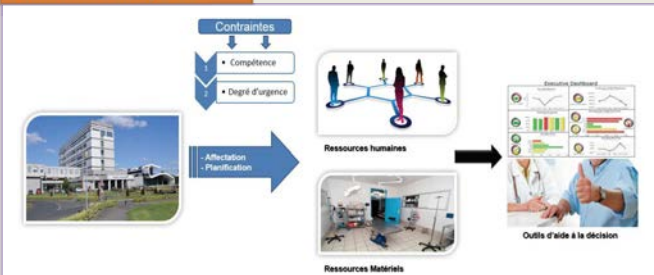 Contraintes
1
▪ Compétence
2
▪ Degré d'urgence
- Affectation
- Planification
Ressources humaines
Ressources Matériels
Executive Dashboard
Outils d'aide à la décision